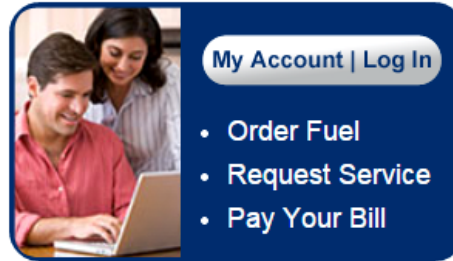 My Account | Log In
• Order Fuel
• Request Service
• Pay Your Bill